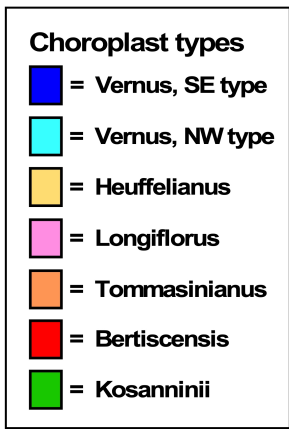 Choroplast types
= Vernus, SE type
= Vernus, NW type
= Heuffelianus
= Longiflorus
= Tommasinianus
= Bertiscensis
= Kosanninii